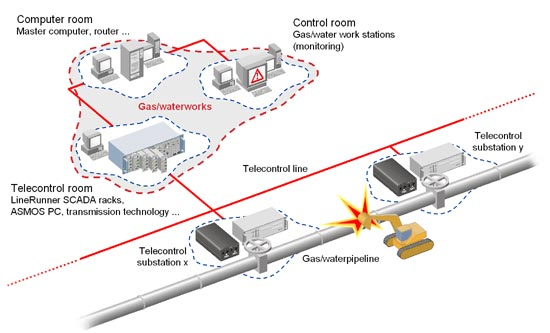 Computer room
Master computer, router ...
Control room
Gas/water work stations
(monitoring)
Gas/waterworks
Telecontrol room
LineRunner SCADA racks,
ASMOS PC, transmission technology ...
Telecontrol line
Telecontrol
substation y
Telecontrol
substation x
Gas/waterpipeline